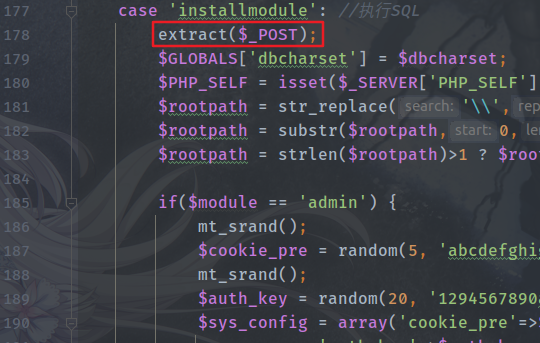 177 case 'installmodule': //执行SQL
178 extract($_POST);
179 $GLOBALS['dbcharset'] = $dbcharset;
180 $PHP_SELF = isset($_SERVER['PHP_SELF']
181 $rootpath = str_replace( search: '\\', rep
182 $rootpath = substr($rootpath, start: 0,
183 $rootpath = strlen($rootpath)>1 ? $root
184
185 if($module == 'admin') {
186 mt_srand();
187 $cookie_pre = random(5, 'abcdefghi
188 mt_srand();
189 $auth_key = random(20, '1294567890
190 $sys_config = array('cookie_pre'=>